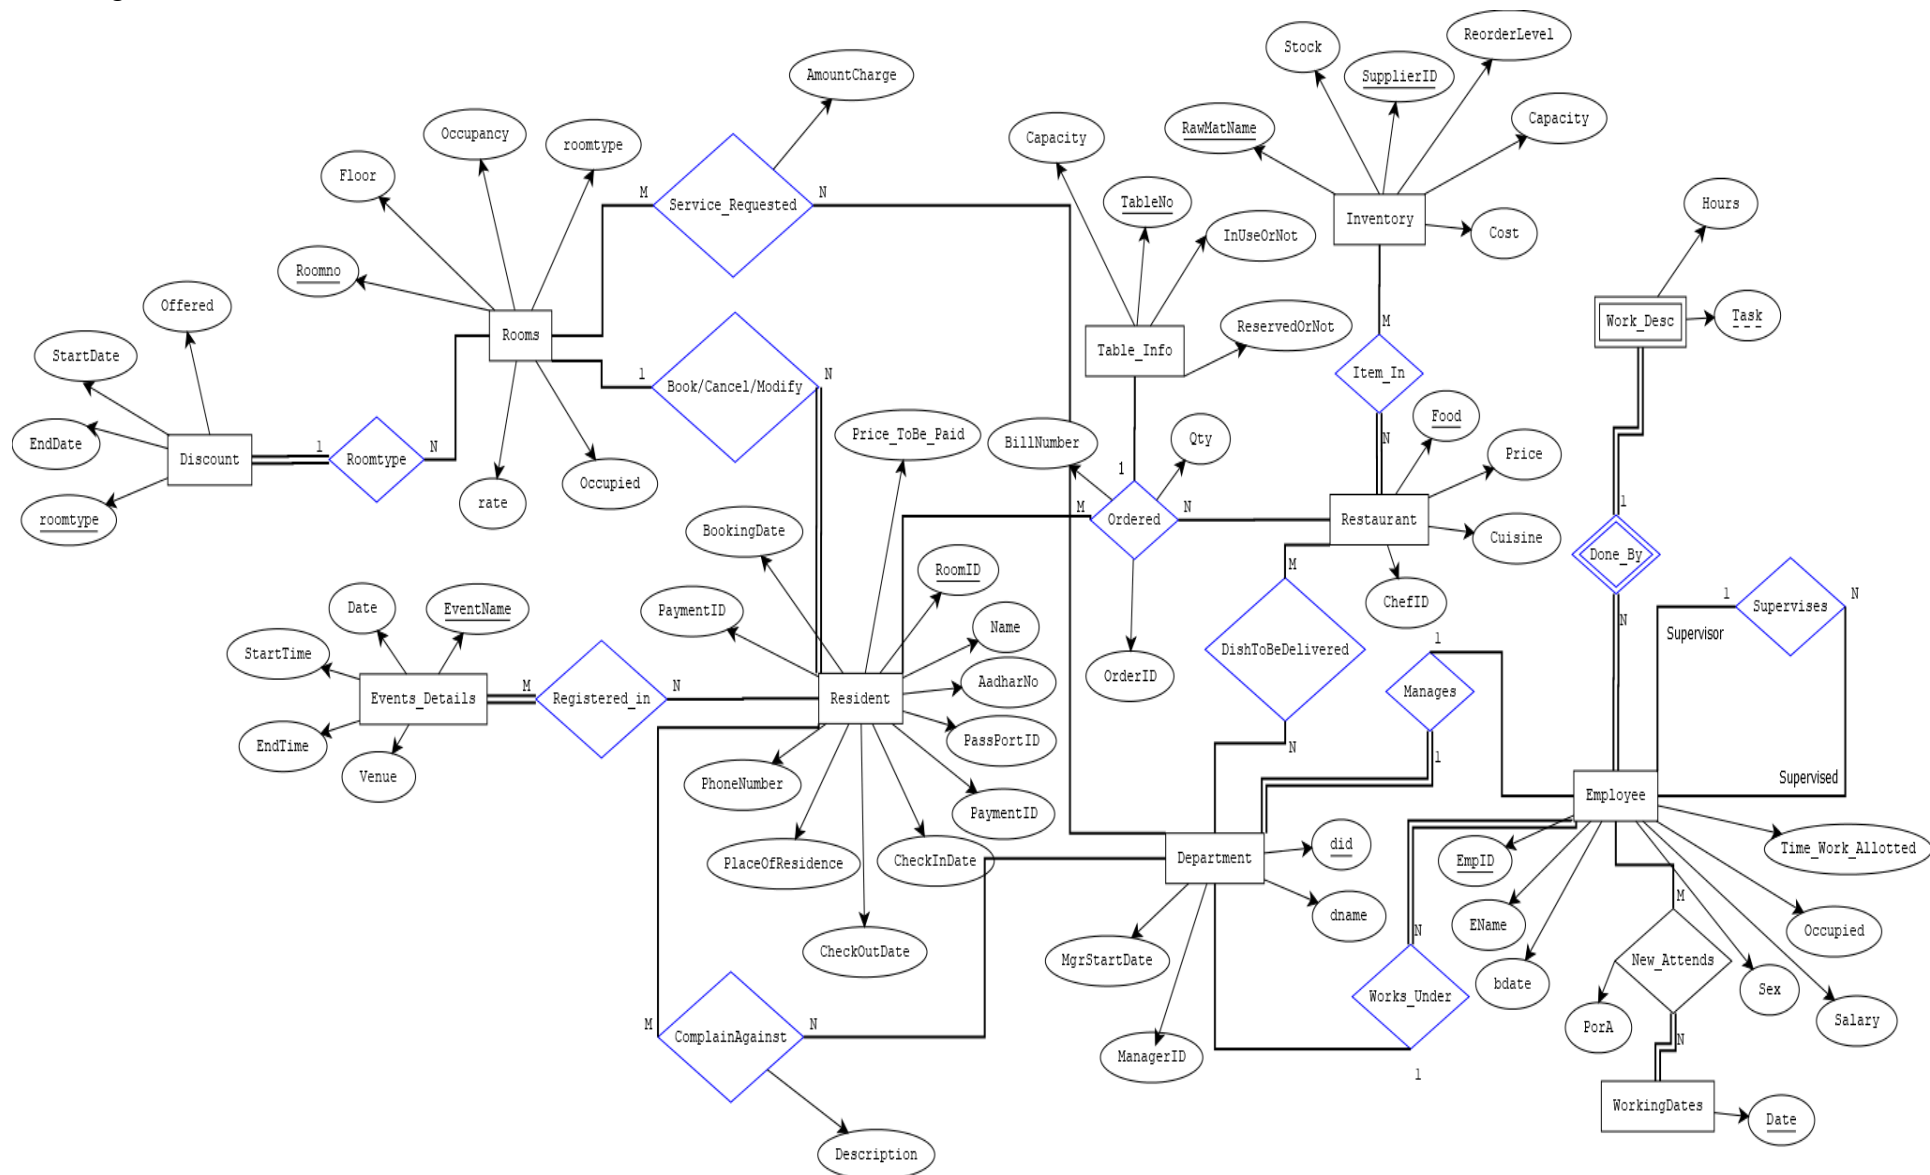 AmountCharge
Stock
ReorderLevel
SupplierID
Occupancy
roomtype
Capacity
RawMatName
Capacity
Floor
M
Service_Requested
N
TableNo
Inventory
Hours
InUseOrNot
Cost
Roomno
Offered
Rooms
Table_Info
ReservedOrNot
M
Work_Desc
Task
StartDate
1
Book/Cancel/Modify
N
Item_In
EndDate
Discount
1
Roomtype
N
Price_ToBe_Paid
BillNumber
Qty
Food
N
Price
rate
Occupied
1
roomtype
BookingDate
M
Ordered
N
Restaurant
Cuisine
1
Done_By
RoomID
M
ChefID
Date
EventName
PaymentID
Name
1
Supervises
N
N
Supervisor
StartTime
DishToBeDelivered
1
OrderID
AadharNo
Events_Details
M
Registered_in
N
Resident
Manages
EndTime
PassPortID
N
1
Venue
PhoneNumber
Supervised
Employee
PaymentID
PlaceOfResidence
CheckInDate
Department
did
EmpID
Time_Work_Allotted
dname
M
N
EName
Occupied
CheckOutDate
MgrStartDate
New_Attends
bdate
Works_Under
Sex
M
ComplainAgainst
N
PorA
Salary
N
ManagerID
1
WorkingDates
Date
Description